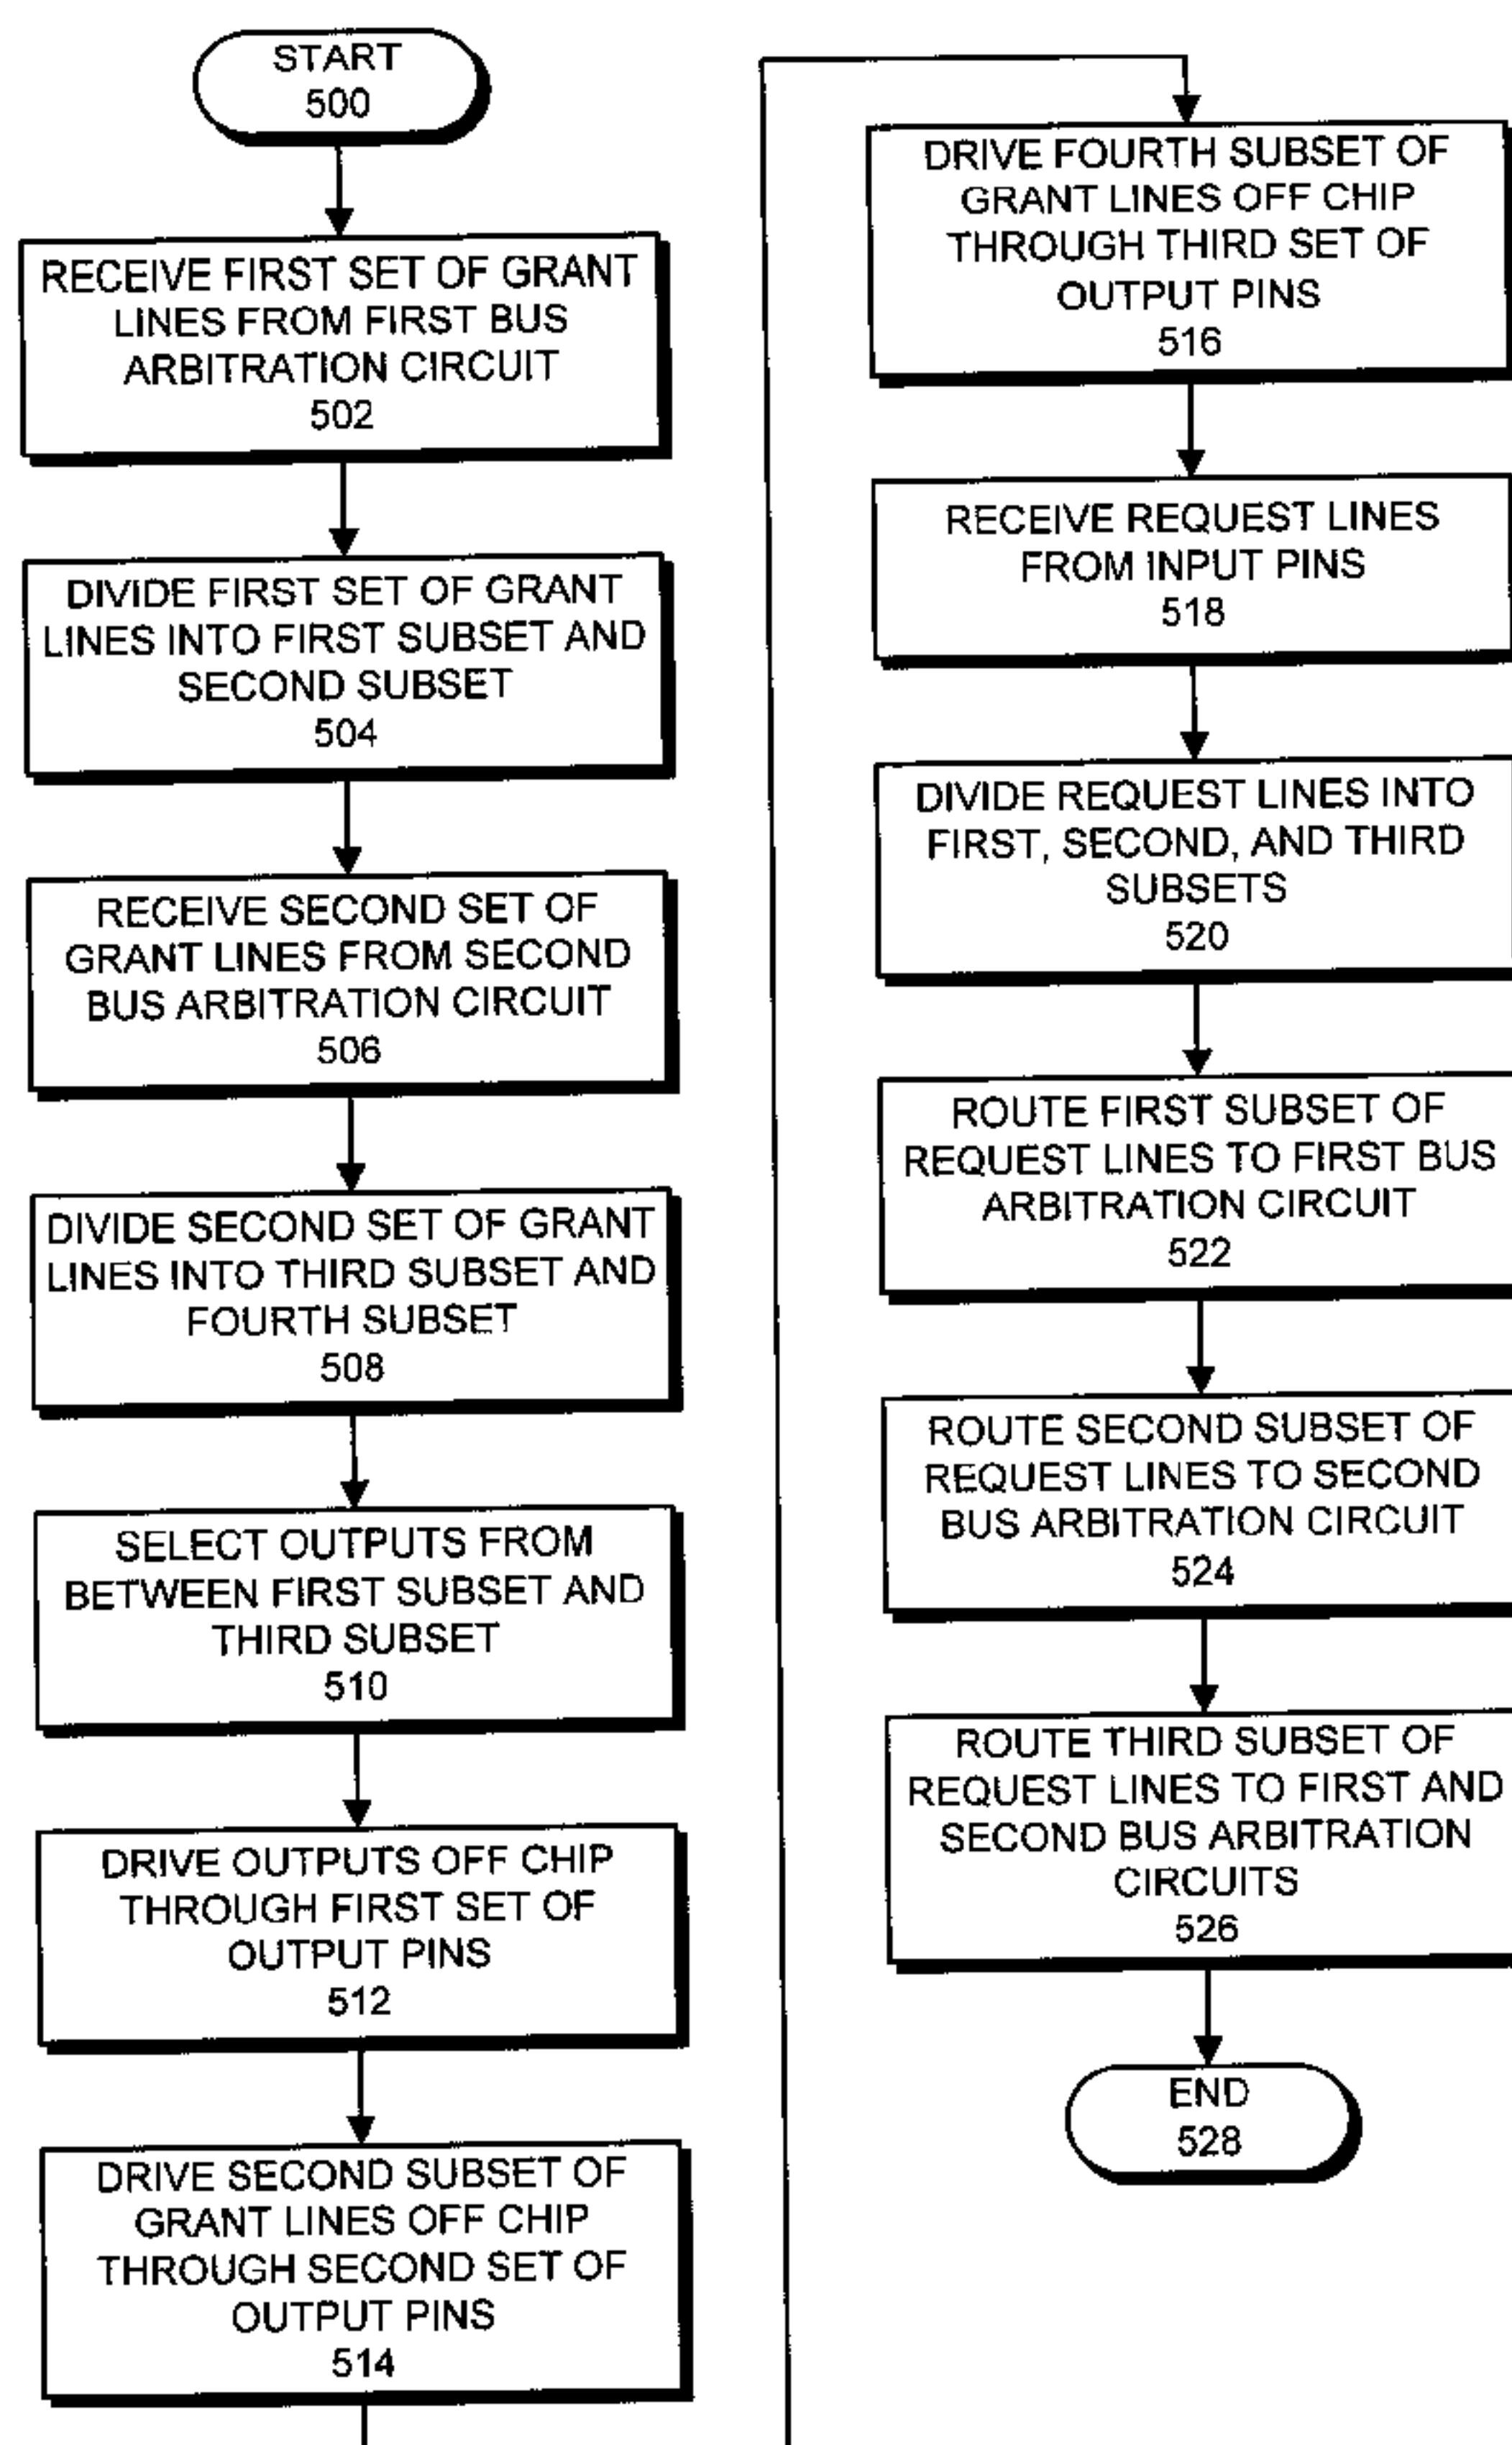 START
500
RECEIVE FIRST SET OF GRANT
LINES FROM FIRST BUS
ARBITRATION CIRCUIT
502
DIVIDE FIRST SET OF GRANT
LINES INTO FIRST SUBSET AND
SECOND SUBSET
504
RECEIVE SECOND SET OF
GRANT LINES FROM SECOND
BUS ARBITRATION CIRCUIT
506
DIVIDE SECOND SET OF GRANT
LINES INTO THIRD SUBSET AND
FOURTH SUBSET
508
SELECT OUTPUTS FROM
BETWEEN FIRST SUBSET AND
THIRD SUBSET
510
DRIVE OUTPUTS OFF CHIP
THROUGH FIRST SET OF
OUTPUT PINS
512
DRIVE SECOND SUBSET OF
GRANT LINES OFF CHIP
THROUGH SECOND SET OF
OUTPUT PINS
514
DRIVE FOURTH SUBSET OF
GRANT LINES OFF CHIP
THROUGH THIRD SET OF
OUTPUT PINS
516
RECEIVE REQUEST LINES
FROM INPUT PINS
518
DIVIDE REQUEST LINES INTO
FIRST, SECOND, AND THIRD
SUBSETS
520
ROUTE FIRST SUBSET OF
REQUEST LINES TO FIRST BUS
ARBITRATION CIRCUIT
522
ROUTE SECOND SUBSET OF
REQUEST LINES TO SECOND
BUS ARBITRATION CIRCUIT
524
ROUTE THIRD SUBSET OF
REQUEST LINES TO FIRST AND
SECOND BUS ARBITRATION
CIRCUITS
526
END
528